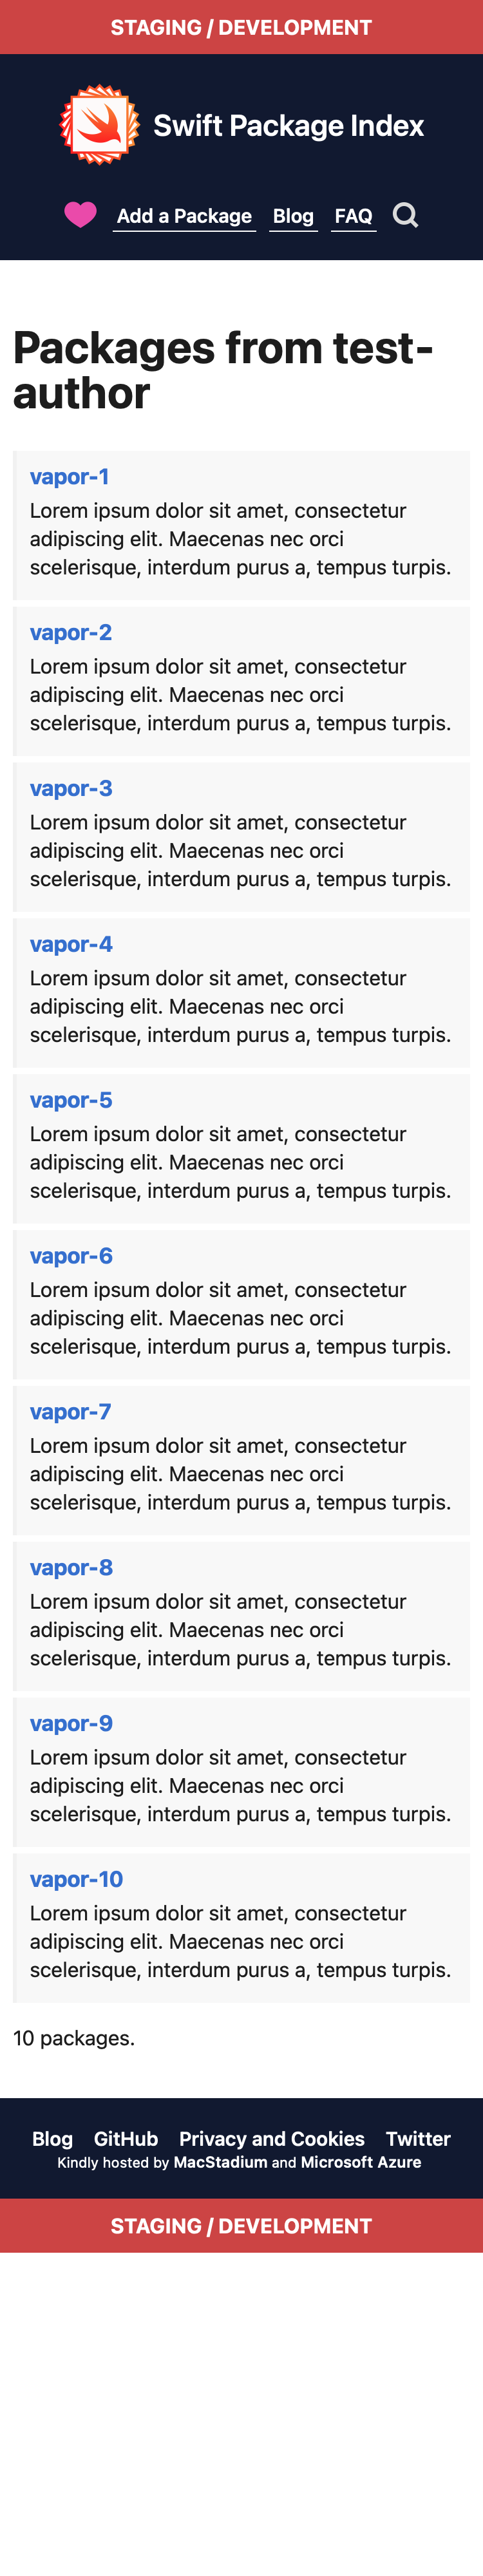 STAGING / DEVELOPMENT
Swift Package Index
Add a Package Blog FAQ
Packages from test-
author
vapor-1
Lorem ipsum dolor sit amet, consectetur
adipiscing elit. Maecenas nec orci
scelerisque, interdum purus a, tempus turpis.
vapor-2
Lorem ipsum dolor sit amet, consectetur
adipiscing elit. Maecenas nec orci
scelerisque, interdum purus a, tempus turpis.
vapor-3
Lorem ipsum dolor sit amet, consectetur
adipiscing elit. Maecenas nec orci
scelerisque, interdum purus a, tempus turpis.
vapor-4
Lorem ipsum dolor sit amet, consectetur
adipiscing elit. Maecenas nec orci
scelerisque, interdum purus a, tempus turpis.
vapor-5
Lorem ipsum dolor sit amet, consectetur
adipiscing elit. Maecenas nec orci
scelerisque, interdum purus a, tempus turpis.
vapor-6
Lorem ipsum dolor sit amet, consectetur
adipiscing elit. Maecenas nec orci
scelerisque, interdum purus a, tempus turpis.
vapor-7
Lorem ipsum dolor sit amet, consectetur
adipiscing elit. Maecenas nec orci
scelerisque, interdum purus a, tempus turpis.
vapor-8
Lorem ipsum dolor sit amet, consectetur
adipiscing elit. Maecenas nec orci
scelerisque, interdum purus a, tempus turpis.
vapor-9
Lorem ipsum dolor sit amet, consectetur
adipiscing elit. Maecenas nec orci
scelerisque, interdum purus a, tempus turpis.
vapor-10
Lorem ipsum dolor sit amet, consectetur
adipiscing elit. Maecenas nec orci
scelerisque, interdum purus a, tempus turpis.
10 packages.
Blog GitHub Privacy and Cookies Twitter
Kindly hosted by MacStadium and Microsoft Azure
STAGING / DEVELOPMENT